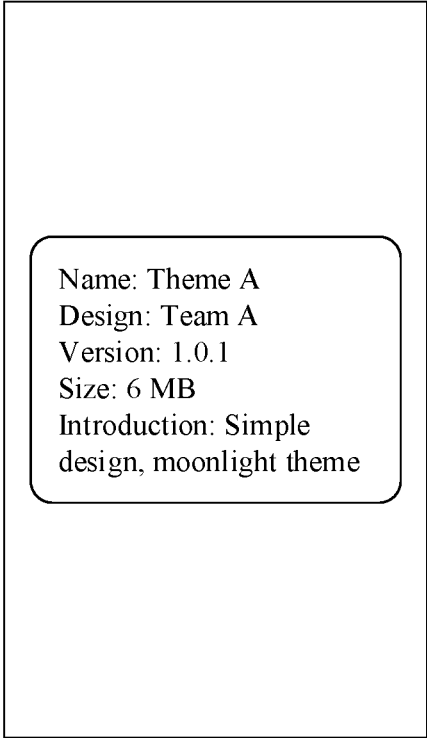 Name: Theme A
Design: Team A
Version: 1.0.1
Size: 6 MB
Introduction: Simple
design, moonlight theme